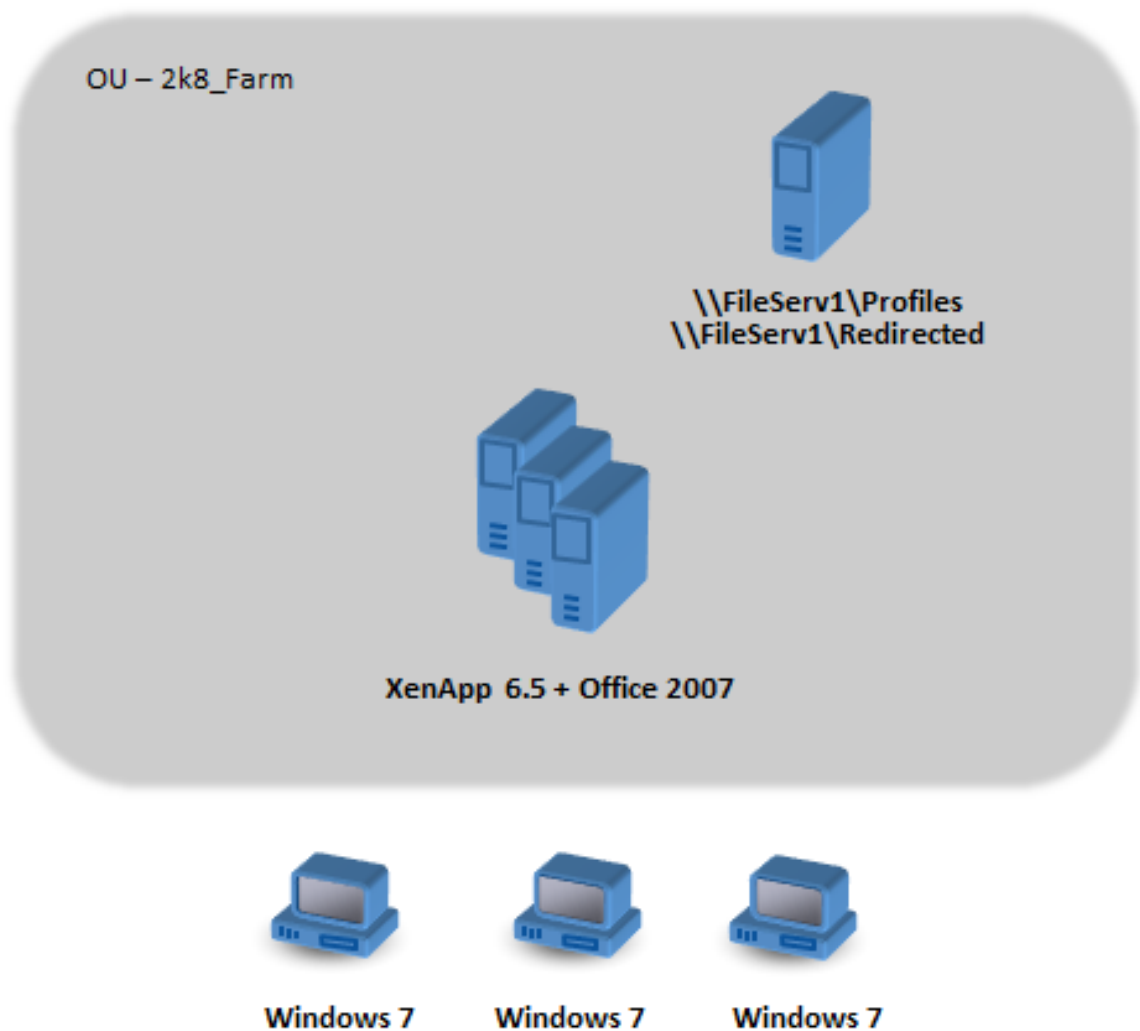 OU – 2k8_Farm
\\FileServ1\Profiles
\\FileServ1\Redirected
XenApp 6.5 + Office 2007
Windows 7
Windows 7
Windows 7